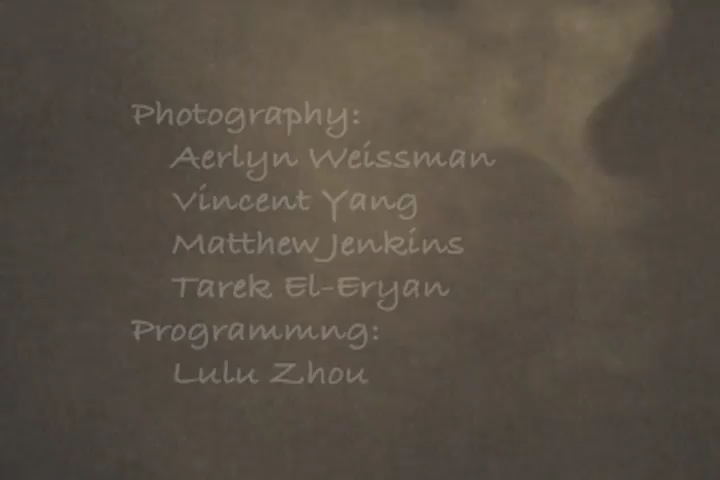 Photography:
Aerlyn Weissman
Vincent Yang
Matthew Jenkins
Tarek El-Eryan
Programmng:
Lulu Zhou